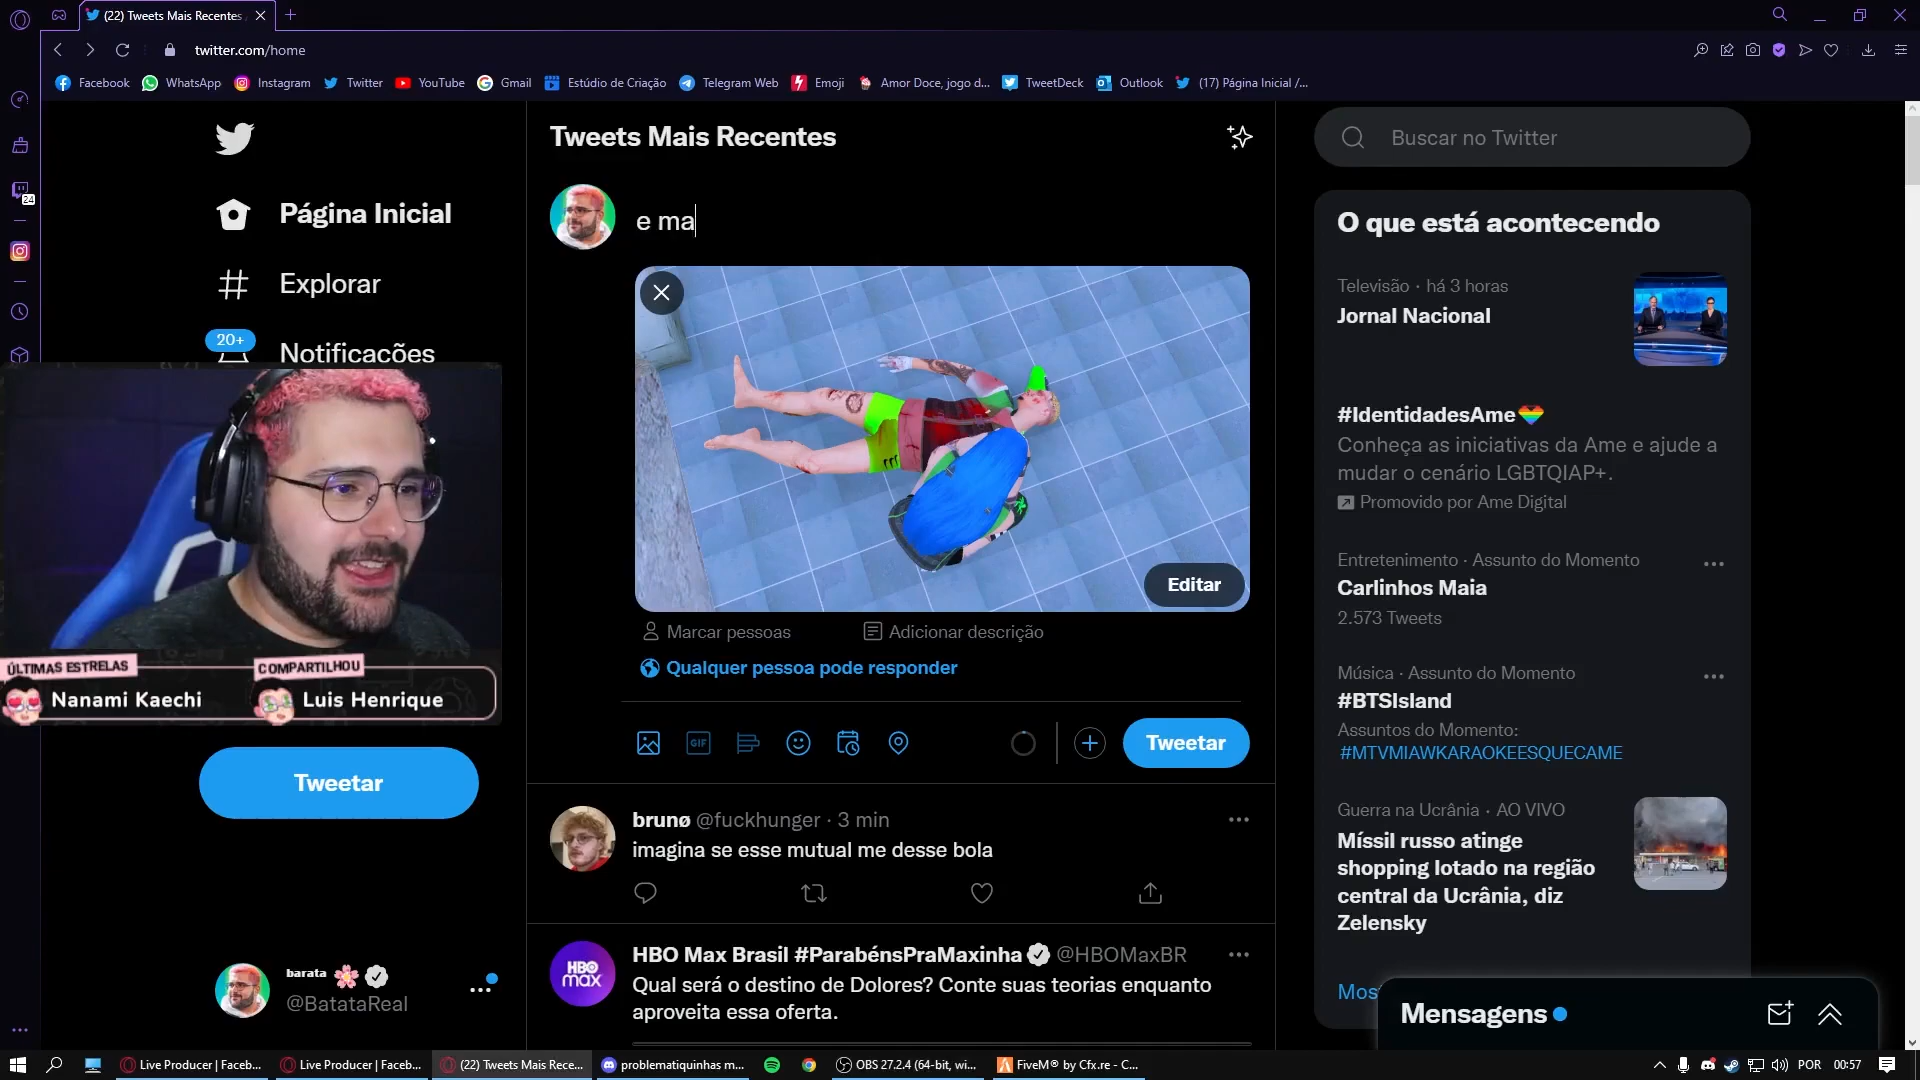 (22) Tweets Mais Recentes
twitter.com/home
Facebook WhatsApp Instagram Twitter YouTube Gmail Estúdio de Criação Telegram Web Emoji Amor Doce, jogo d... TweetDeck Outlook (17) Página Inicial /...
24
Página Inicial
Explorar
20+
Notificações
ÚLTIMAS ESTRELAS
COMPARTILHOU
Nanami Kaechi
Luis Henrique
Tweetar
barata
@BatataReal
Tweets Mais Recentes
e ma
Editar
Marcar pessoas
Adicionar descrição
Qualquer pessoa pode responder
GIF
Tweetar
brunø @fuckhunger · 3 min
imagina se esse mutual me desse bola
HBO max
HBO Max Brasil #ParabénsPraMaxinha @HBOMaxBR
Qual será o destino de Dolores? Conte suas teorias enquanto
aproveita essa oferta.
Buscar no Twitter
O que está acontecendo
Televisão · há 3 horas
Jornal Nacional
#IdentidadesAme
Conheça as iniciativas da Ame e ajude a
mudar o cenário LGBTQIAP+.
Promovido por Ame Digital
Entretenimento · Assunto do Momento
Carlinhos Maia
2.573 Tweets
Música · Assunto do Momento
#BTSIsland
Assuntos do Momento:
#MTVMIAWKARAOKEESQUECAME
Guerra na Ucrânia · AO VIVO
Míssil russo atinge
shopping lotado na região
central da Ucrânia, diz
Zelensky
Mos
Mensagens
Live Producer | Faceb... Live Producer | Faceb... (22) Tweets Mais Rece... problematiquinhas m... OBS 27.2.4 (64-bit, wi... FiveM® by Cfx.re - C... POR 00:57